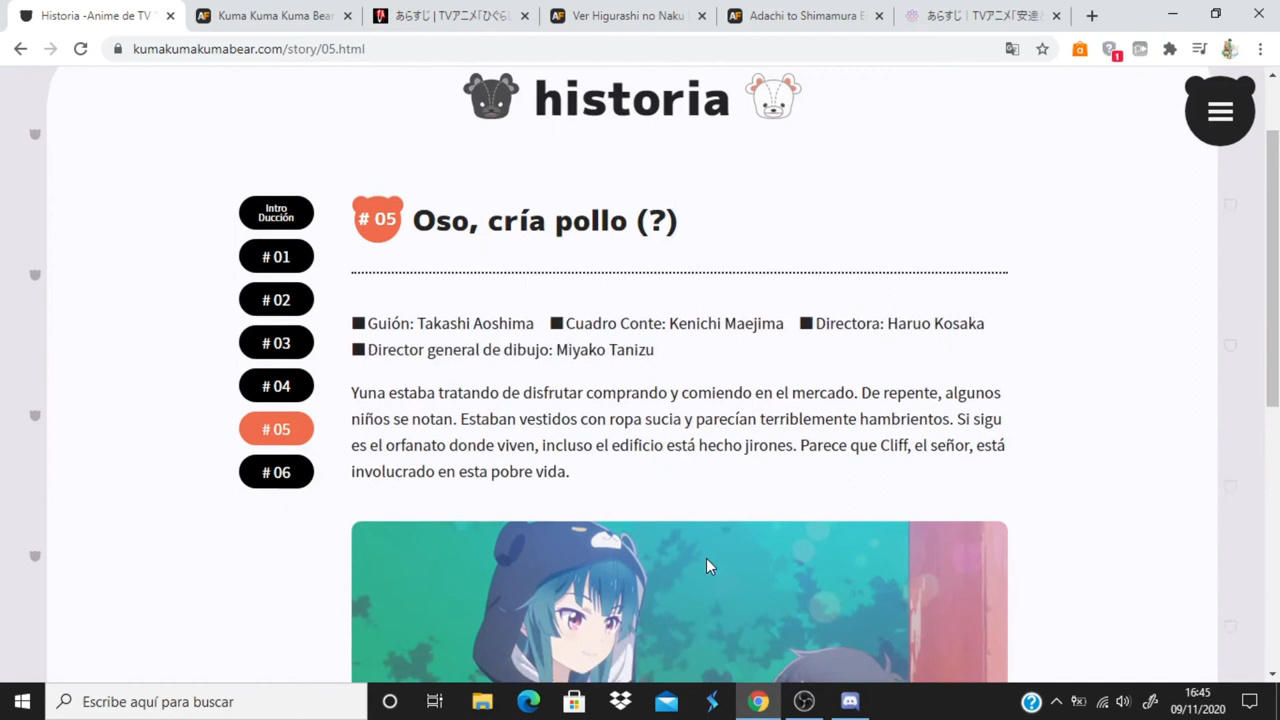 Historia -Anime de TV "
Kuma Kuma Kuma Bear
あらすじ | TVアニメ「ひぐらし
Ver Higurashi no Naku
Adachi to Shimamura E
あらすじ | TVアニメ「安達と
kumakumakumabear.com/story/05.html
1
historia
Intro
Ducción
# 01
# 02
# 03
# 04
# 05
# 06
# 05 Oso, cría pollo (?)
■Guión: Takashi Aoshima ■Cuadro Conte: Kenichi Maejima ■Directora: Haruo Kosaka
■Director general de dibujo: Miyako Tanizu
Yuna estaba tratando de disfrutar comprando y comiendo en el mercado. De repente, algunos
niños se notan. Estaban vestidos con ropa sucia y parecían terriblemente hambrientos. Si sigu
es el orfanato donde viven, incluso el edificio está hecho jirones. Parece que Cliff, el señor, está
involucrado en esta pobre vida.
Escribe aquí para buscar
16:45
09/11/2020